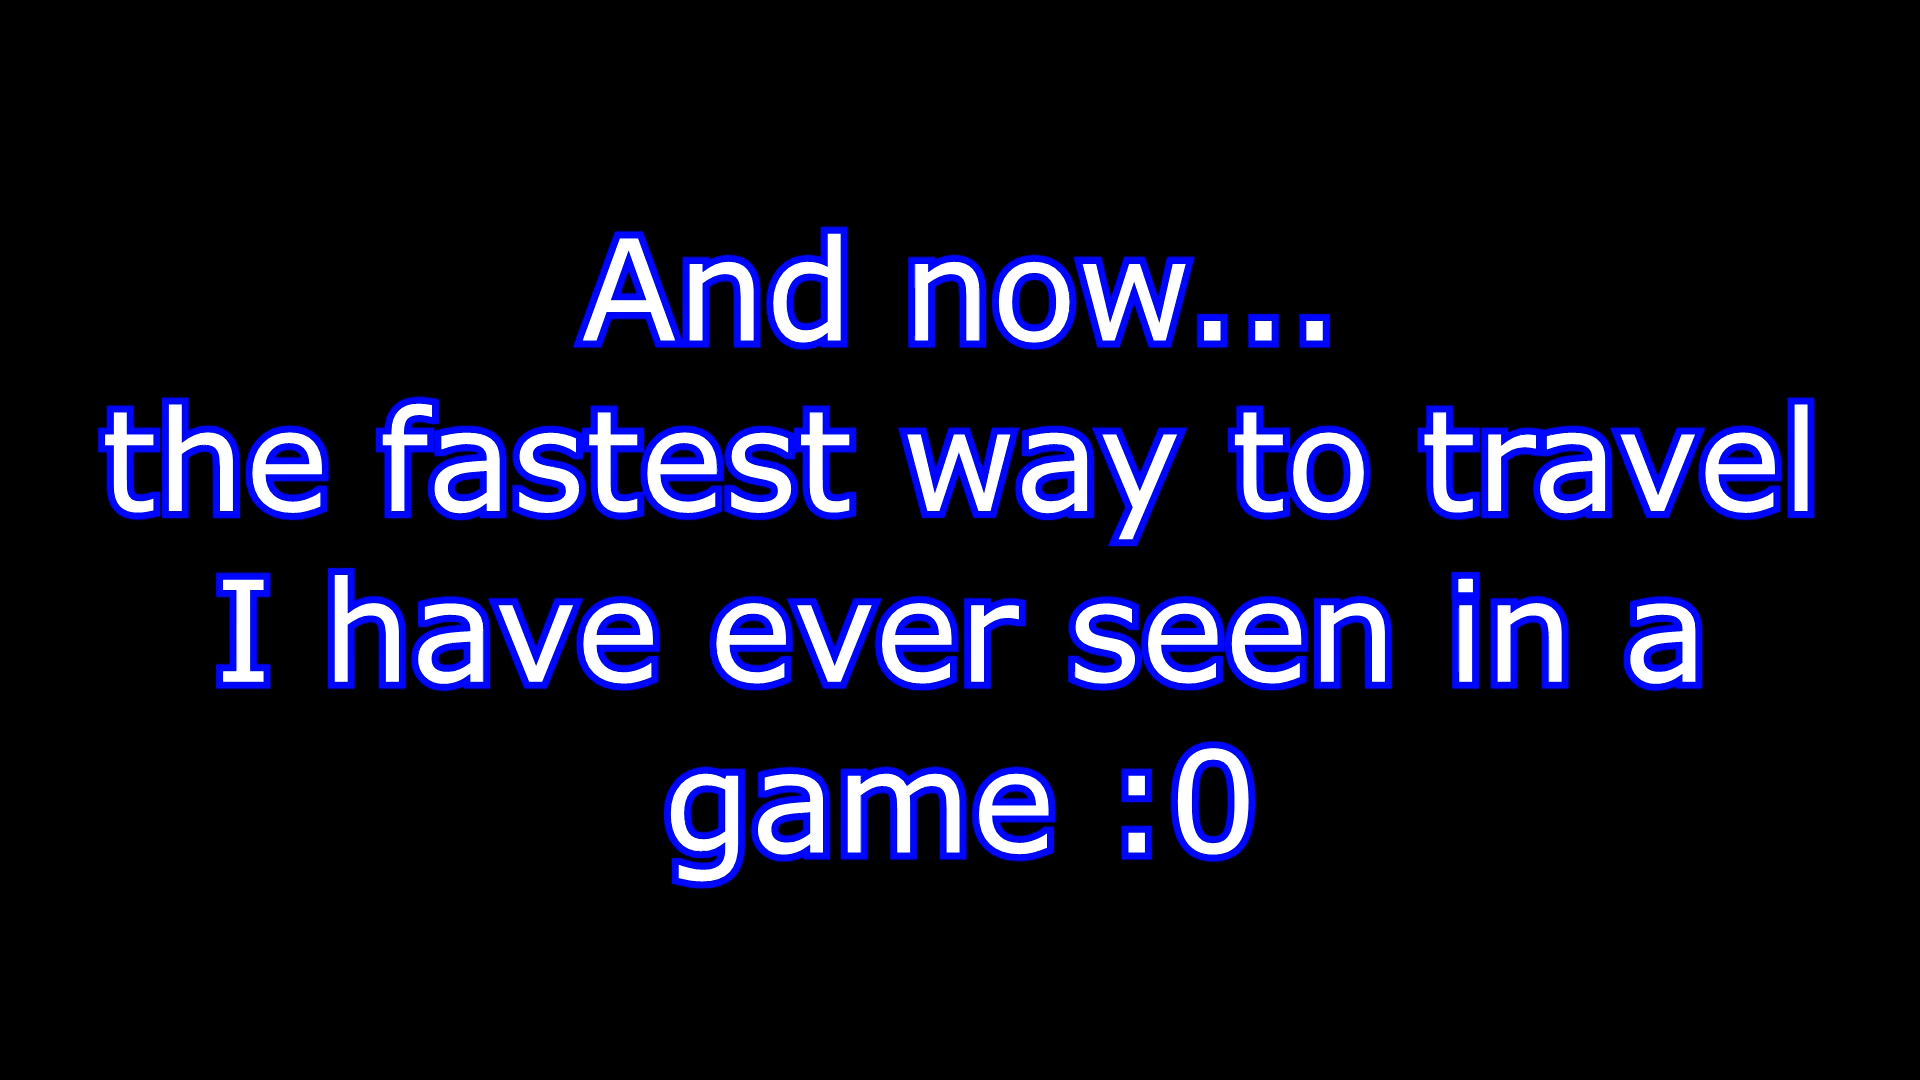 And now...
the fastest way to travel
I have ever seen in a
game :0